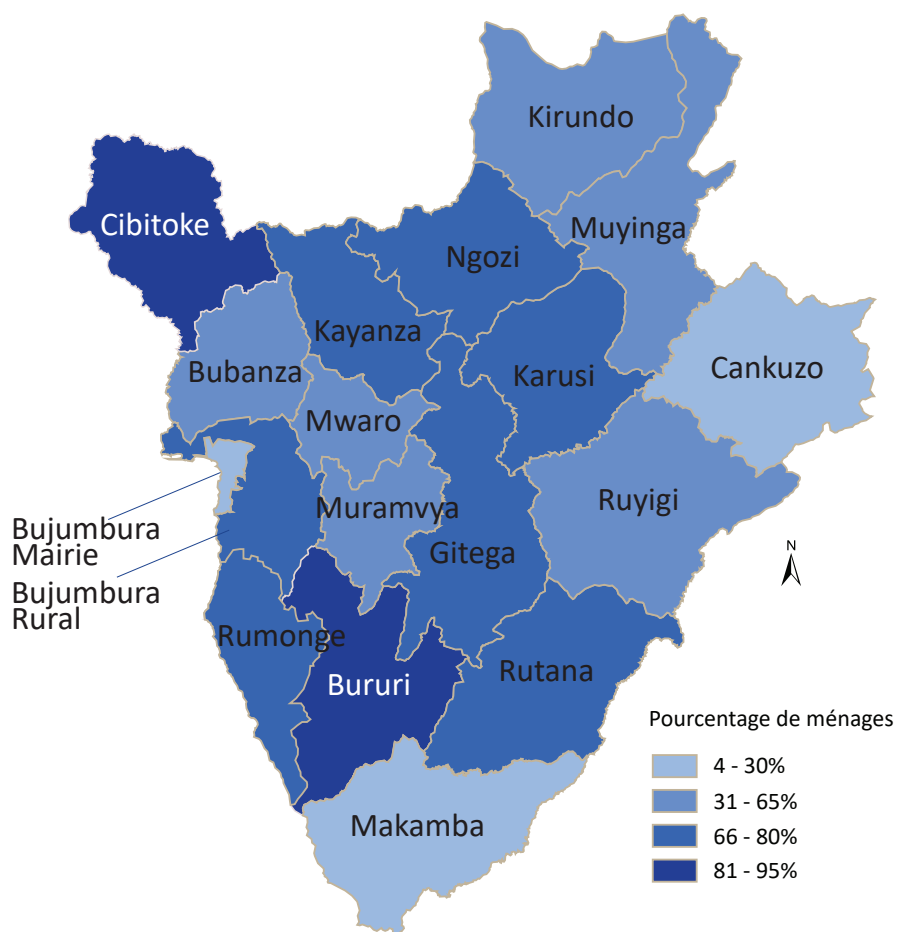 Kirundo
Cibitoke
Muyinga
Ngozi
Kayanza
Bubanza
Karusi
Cankuzo
Mwaro
Ruyigi
Muramvya
Bujumbura
Mairie
Gitega
N
Bujumbura
Rural
Rumonge
Bururi
Rutana
Makamba
Pourcentage de ménages
4 - 30%
31 - 65%
66 - 80%
81 - 95%